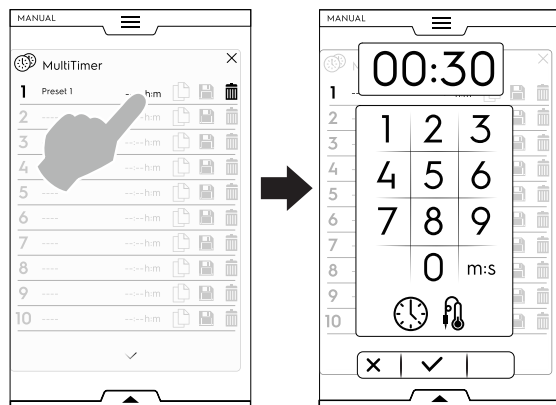 MANUAL
MultiTimer
1 Preset 1 h:m
2 ---- --:-- h:m
3 h:m
4 --:-- h:m
5 ---- --:-- h:m
6 ---- --:-- h:m
7 ---- --:-- h:m
8 ---- --:-- h:m
9 ---- --:-- h:m
10 ---- --:-- h:m
MANUAL
00:30
1
2
3
4
5
6
7
8
9
10
1 2 3
4 5 6
7 8 9
0 m:s